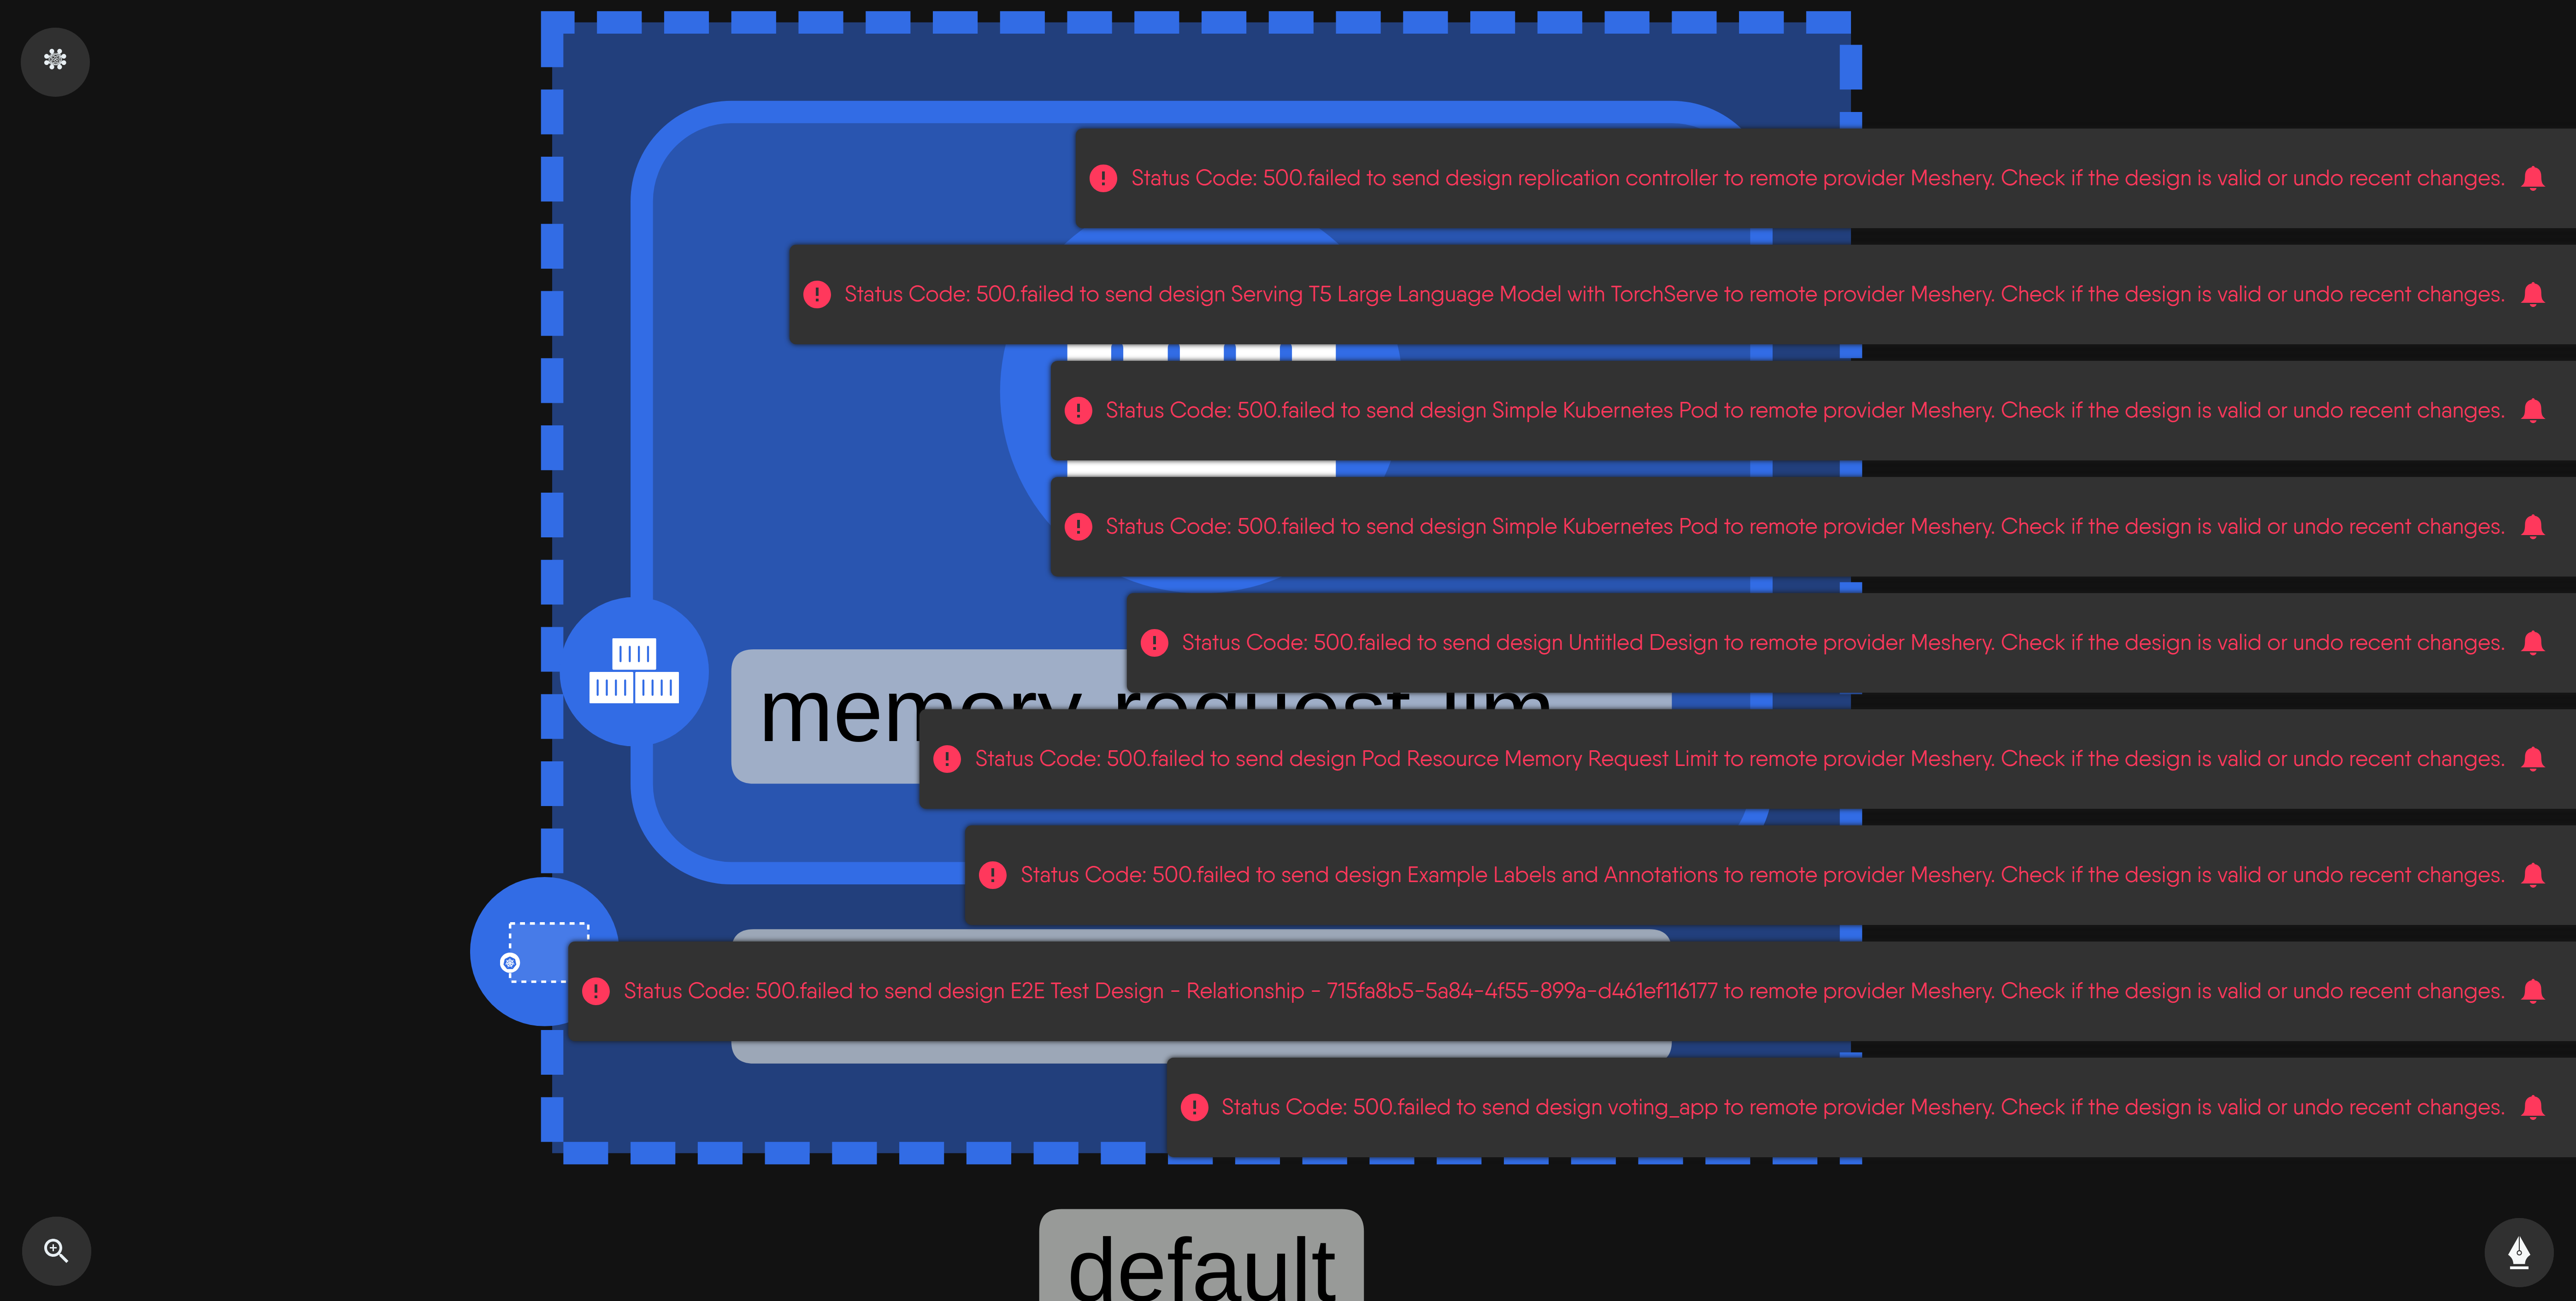 Status Code: 500.failed to send design replication controller to remote provider Meshery. Check if the design is valid or undo recent changes.
Status Code: 500.failed to send design Serving T5 Large Language Model with TorchServe to remote provider Meshery. Check if the design is valid or undo recent changes.
Status Code: 500.failed to send design Simple Kubernetes Pod to remote provider Meshery. Check if the design is valid or undo recent changes.
Status Code: 500.failed to send design Simple Kubernetes Pod to remote provider Meshery. Check if the design is valid or undo recent changes.
Status Code: 500.failed to send design Untitled Design to remote provider Meshery. Check if the design is valid or undo recent changes.
memory-request-lim
Status Code: 500.failed to send design Pod Resource Memory Request Limit to remote provider Meshery. Check if the design is valid or undo recent changes.
Status Code: 500.failed to send design Example Labels and Annotations to remote provider Meshery. Check if the design is valid or undo recent changes.
Status Code: 500.failed to send design E2E Test Design - Relationship - 715fa8b5-5a84-4f55-899a-d461ef116177 to remote provider Meshery. Check if the design is valid or undo recent changes.
Status Code: 500.failed to send design voting_app to remote provider Meshery. Check if the design is valid or undo recent changes.
default